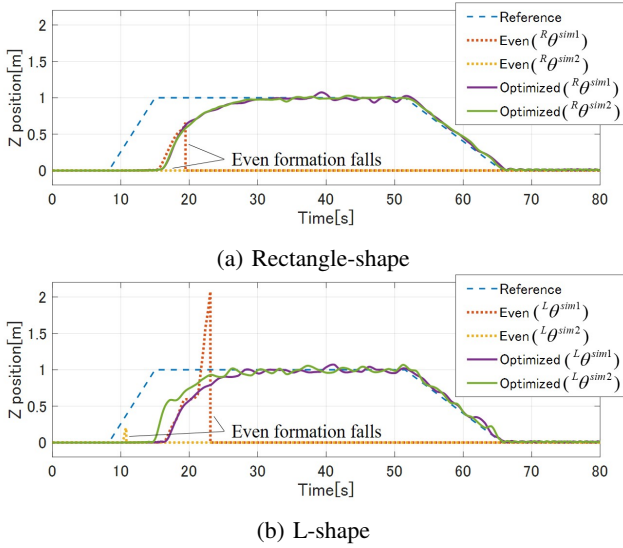 Reference
Even ( ᴿθ^sim1 )
Even ( ᴿθ^sim2 )
Optimized ( ᴿθ^sim1 )
Optimized ( ᴿθ^sim2 )
Z position[m]
2
1.5
1
0.5
0
Even formation falls
0 10 20 30 40 50 60 70 80
Time[s]
(a) Rectangle-shape
Reference
Even ( ᴸθ^sim1 )
Even ( ᴸθ^sim2 )
Optimized ( ᴸθ^sim1 )
Optimized ( ᴸθ^sim2 )
Z position[m]
2
1.5
1
0.5
0
Even formation falls
0 10 20 30 40 50 60 70 80
Time[s]
(b) L-shape